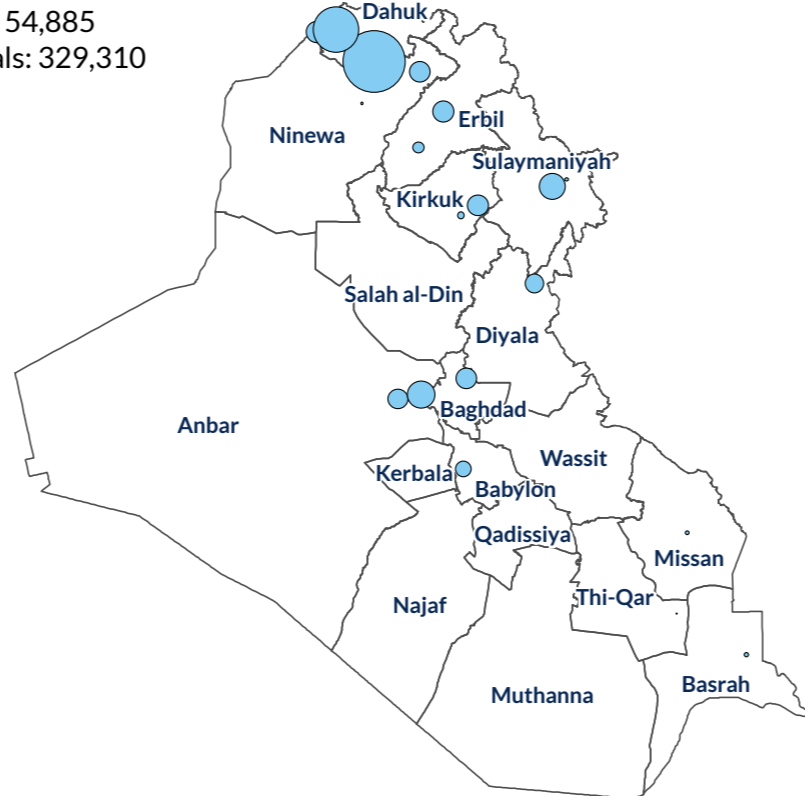 Dahuk
54,885
als: 329,310
Erbil
Ninewa
Sulaymaniyah
Kirkuk
Salah al-Din
Diyala
Baghdad
Anbar
Wassit
Kerbala
Babylon
Qadissiya
Missan
Thi-Qar
Najaf
Basrah
Muthanna